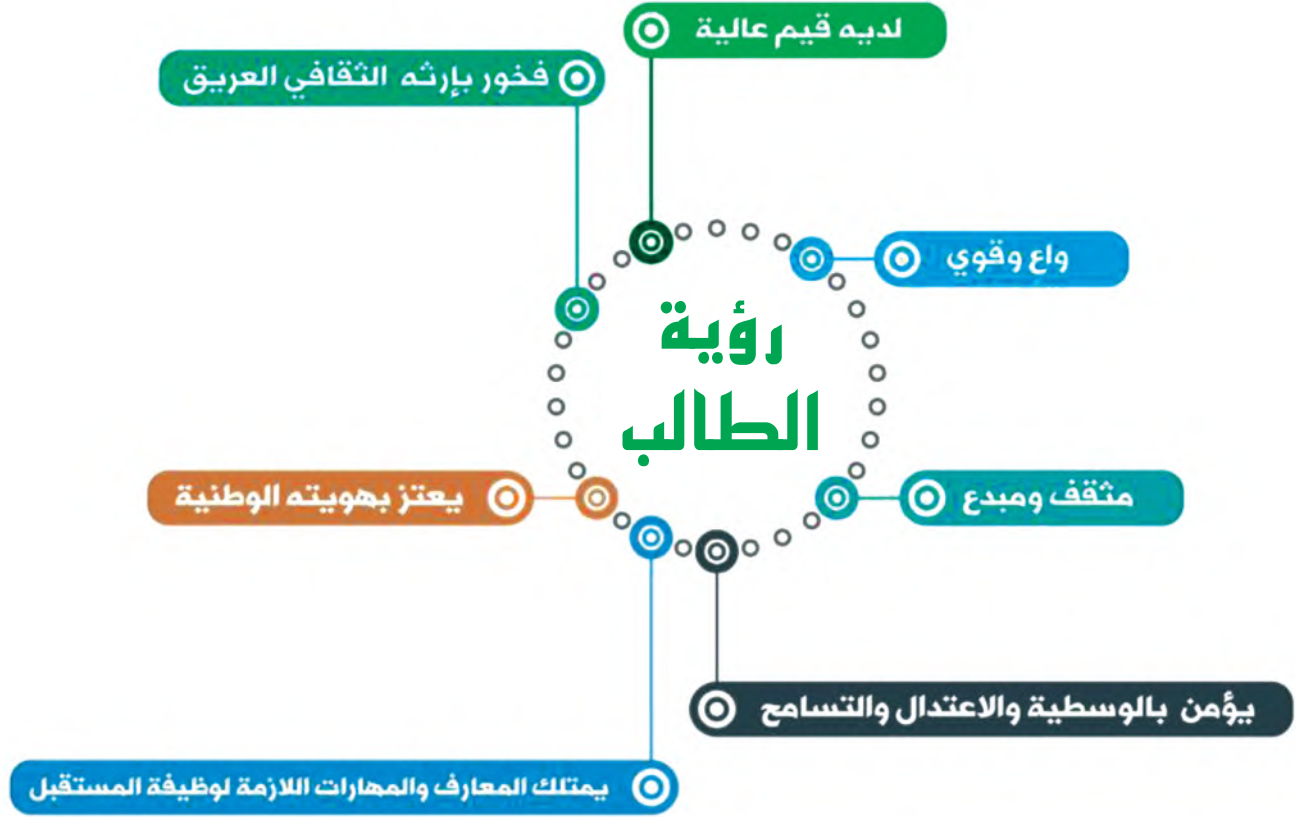 لديه قيم عالية
فخور بإرثه الثقافي العريق
واع وقوي
رؤية
الطالب
يعتز بهويته الوطنية
مثقف ومبدع
يؤمن بالوسطية والاعتدال والتسامح
يمتلك المعارف والمهارات اللازمة لوظيفة المستقبل